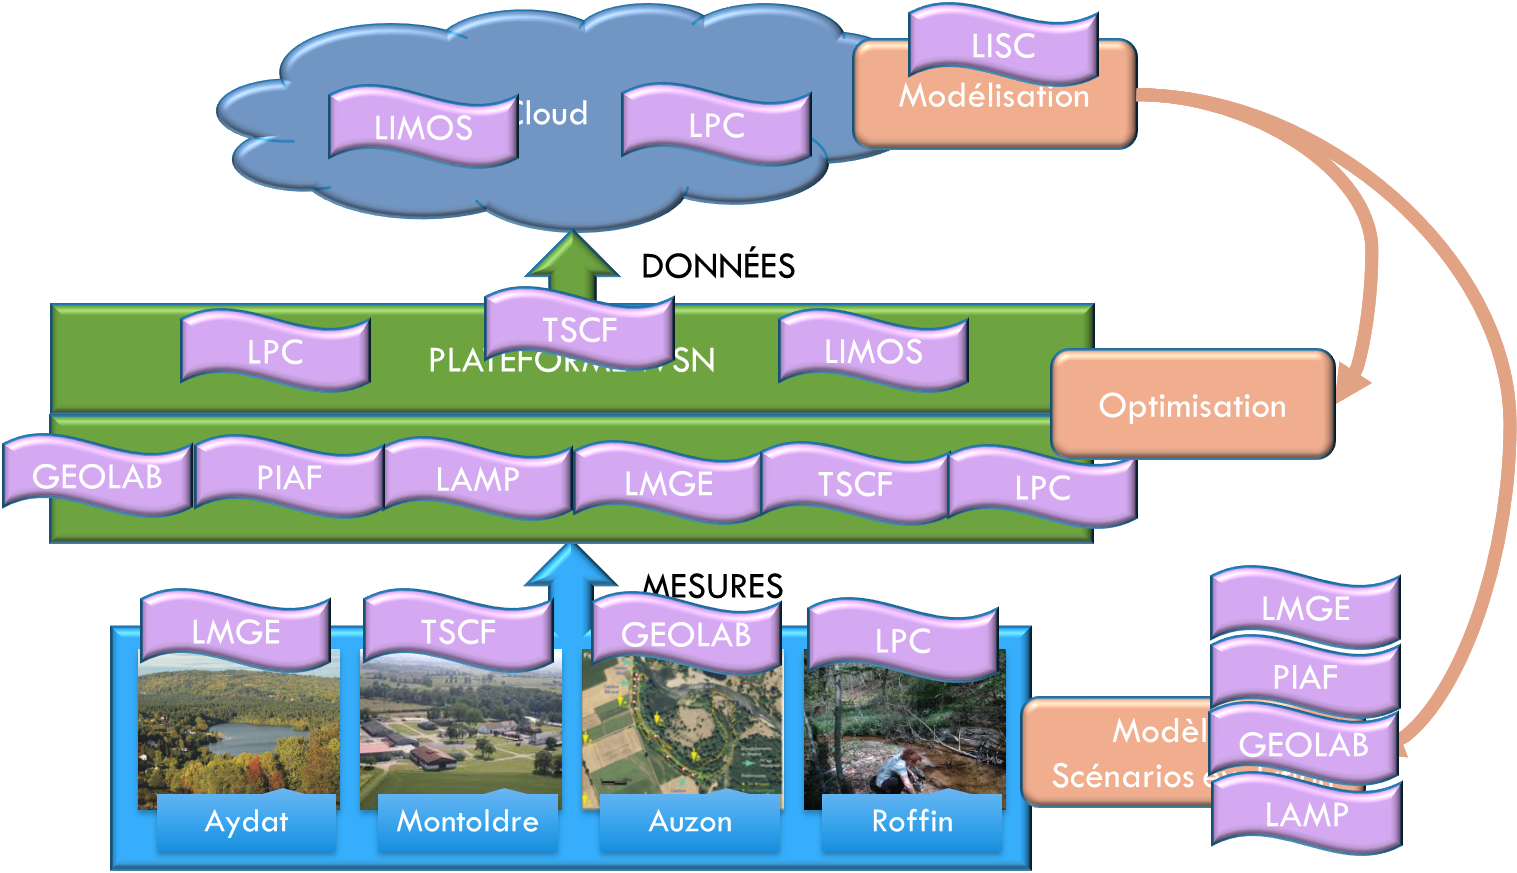 LISC
Modélisation
LIMOS
Cloud
LPC
DONNÉES
TSCF
LPC
LIMOS
Optimisation
GEOLAB
PIAF
LAMP
LMGE
TSCF
LPC
MESURES
LMGE
TSCF
GEOLAB
LPC
LMGE
PIAF
GEOLAB
LAMP
Scénarios
Aydat
Montoldre
Auzon
Roffin